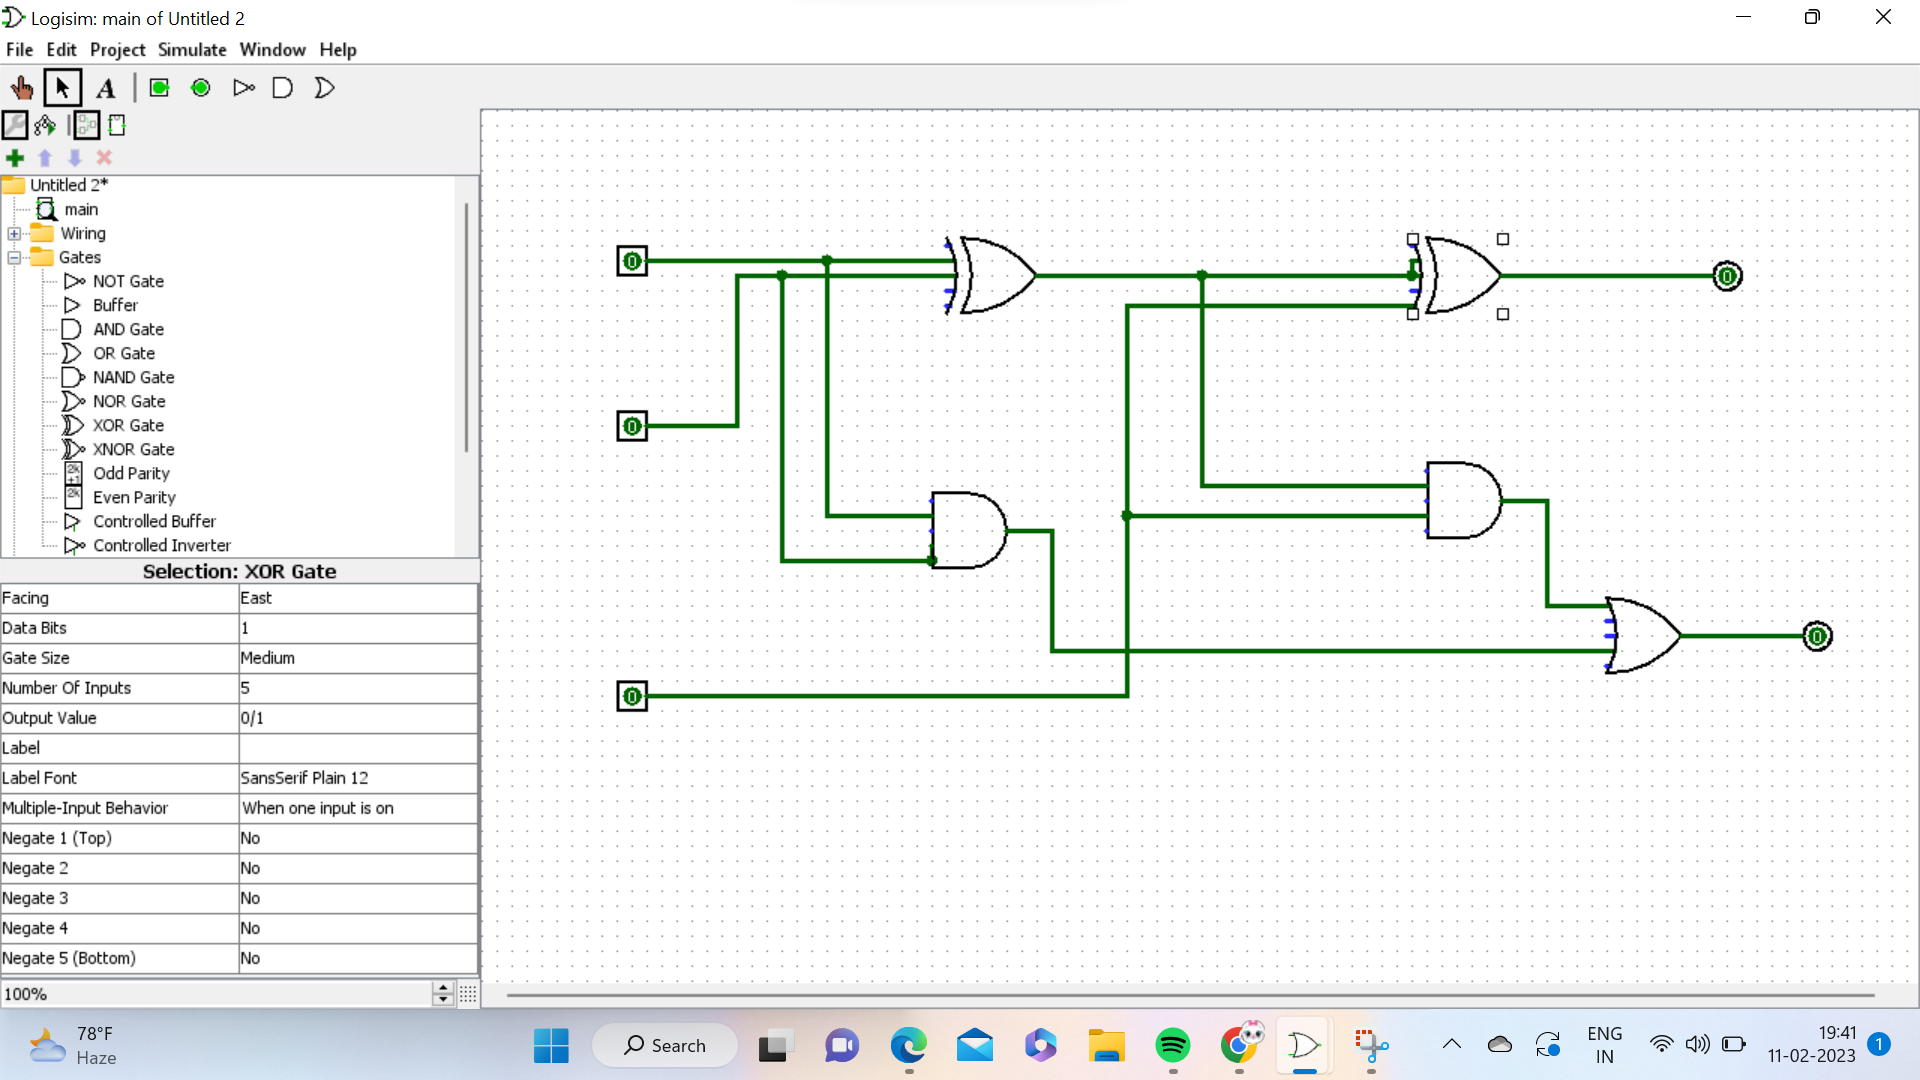 Logisim: main of Untitled 2
File Edit Project Simulate Window Help
A
Untitled 2*
main
Wiring
Gates
NOT Gate
Buffer
AND Gate
OR Gate
NAND Gate
NOR Gate
XOR Gate
XNOR Gate
2k+1 Odd Parity
2k Even Parity
Controlled Buffer
Controlled Inverter
Selection: XOR Gate
Facing East
Data Bits 1
Gate Size Medium
Number Of Inputs 5
Output Value 0/1
Label
Label Font SansSerif Plain 12
Multiple-Input Behavior When one input is on
Negate 1 (Top) No
Negate 2 No
Negate 3 No
Negate 4 No
Negate 5 (Bottom) No
100%
0
0
0
0
0
78°F
Haze
Search
ENG
IN
19:41
11-02-2023
1